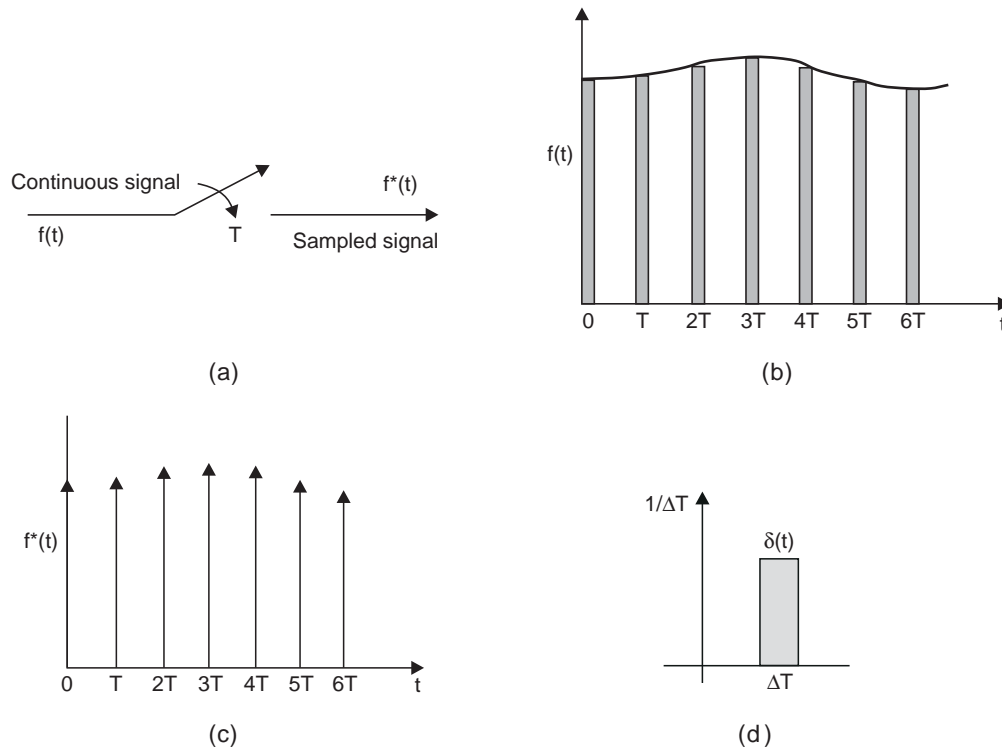 Continuous signal
f(t)
T
f*(t)
Sampled signal
(a)
f(t)
0 T 2T 3T 4T 5T 6T t
(b)
f*(t)
0 T 2T 3T 4T 5T 6T t
(c)
1/ΔT
δ(t)
ΔT
(d)